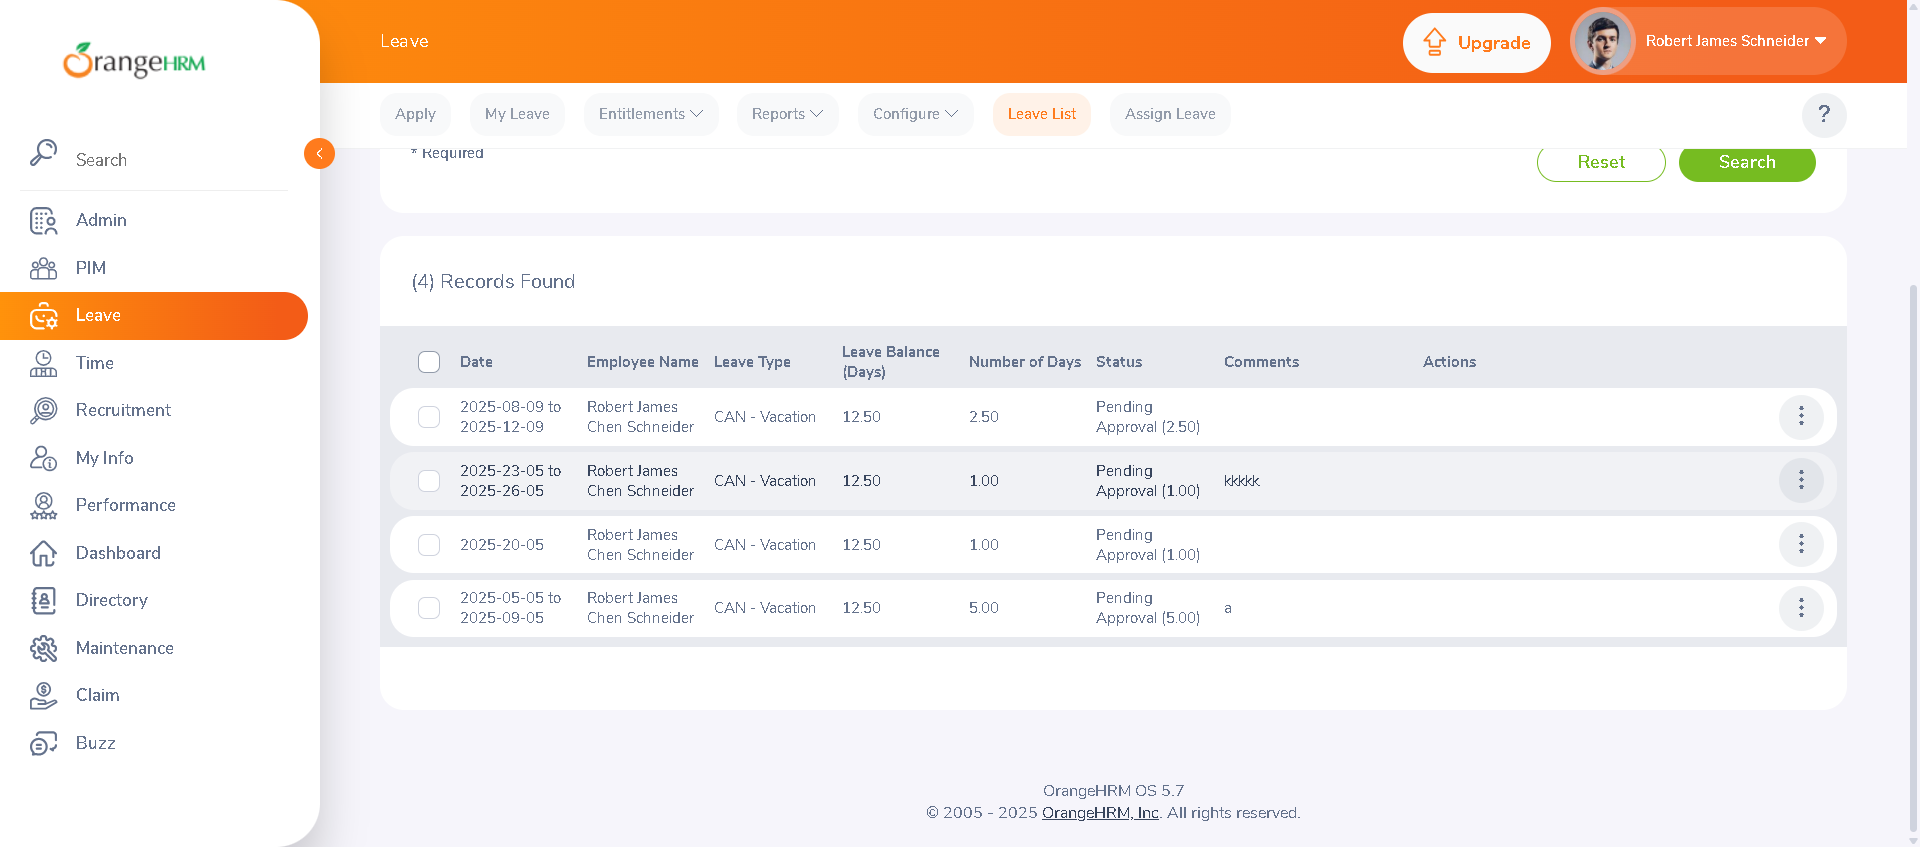 OrangeHRM
Leave
Upgrade
Robert James Schneider
Search
Admin
PIM
Leave
Time
Recruitment
My Info
Performance
Dashboard
Directory
Maintenance
Claim
Buzz
Apply
My Leave
Entitlements
Reports
Configure
Leave List
Assign Leave
?
* Required
Reset
Search
(4) Records Found
Date
Employee Name
Leave Type
Leave Balance
(Days)
Number of Days
Status
Comments
Actions
2025-08-09 to
2025-12-09
Robert James
Chen Schneider
CAN - Vacation
12.50
2.50
Pending
Approval (2.50)
2025-23-05 to
2025-26-05
Robert James
Chen Schneider
CAN - Vacation
12.50
1.00
Pending
Approval (1.00)
kkkkk
2025-20-05
Robert James
Chen Schneider
CAN - Vacation
12.50
1.00
Pending
Approval (1.00)
2025-05-05 to
2025-09-05
Robert James
Chen Schneider
CAN - Vacation
12.50
5.00
Pending
Approval (5.00)
a
OrangeHRM OS 5.7
© 2005 - 2025 OrangeHRM, Inc. All rights reserved.